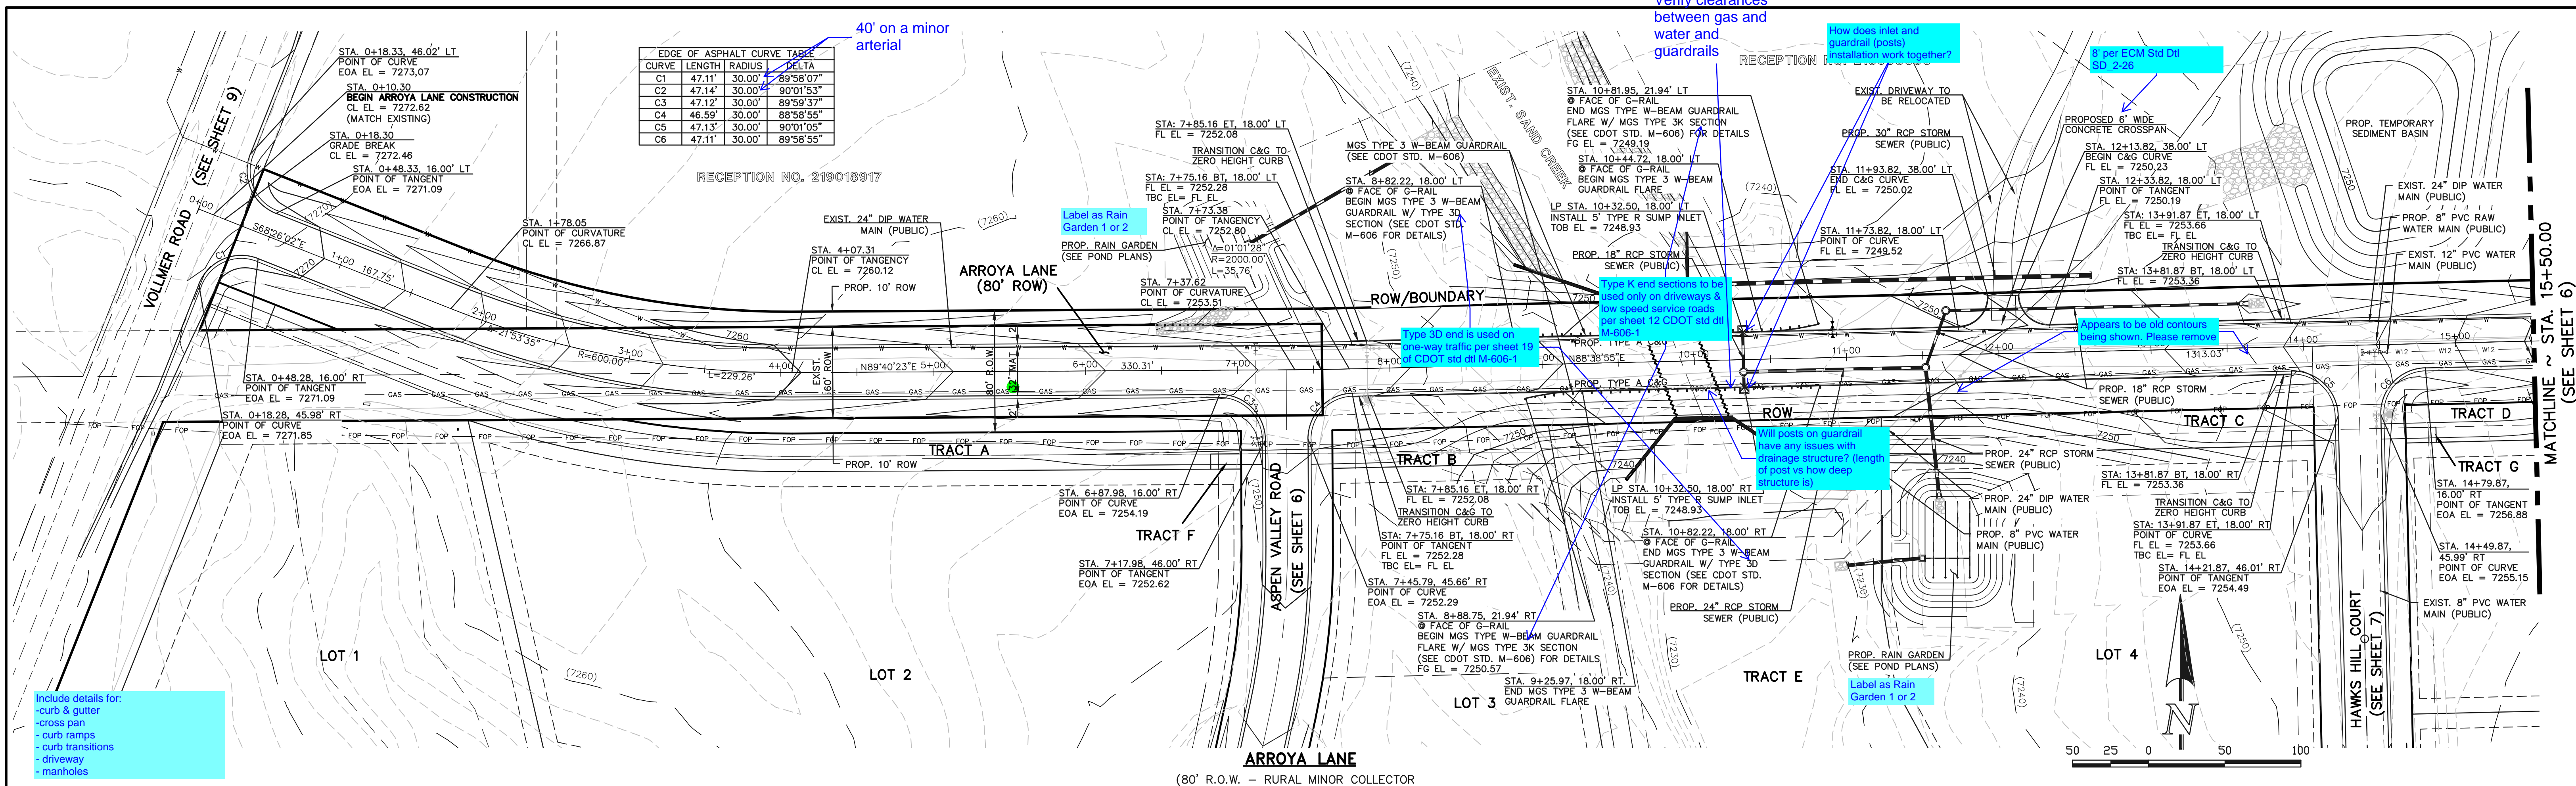 40' on a minor
arterial
Verify clearances
between gas and
water and
guardrails
How does inlet and
guardrail (posts)
installation work together?
8' per ECM Std Dtl
SD_2-26
STA. 0+18.33, 46.02' LT
POINT OF CURVE
EOA EL = 7273,07
STA. 0+10.30
BEGIN ARROYA LANE CONSTRUCTION
CL EL = 7272.62
(MATCH EXISTING)
STA. 0+18.30
GRADE BREAK
CL EL = 7272.46
STA. 0+48.33, 16.00' LT
POINT OF TANGENT
EOA EL = 7271.09
EDGE OF ASPHALT CURVE TABLE
CURVE LENGTH RADIUS DELTA
C1 47.11' 30.00' 89°58'07"
C2 47.14' 30.00' 90°01'53"
C3 47.12' 30.00' 89°59'37"
C4 46.59' 30.00' 88°58'55"
C5 47.13' 30.00' 90°01'05"
C6 47.11' 30.00' 89°58'55"
RECEPTION NO. 219018917
VOLLMER ROAD (SEE SHEET 9)
STA. 1+78.05
POINT OF CURVATURE
CL EL = 7266.87
EXIST. 24" DIP WATER
MAIN (PUBLIC)
STA. 4+07.31
POINT OF TANGENCY
CL EL = 7260.12
PROP. 10' ROW
ARROYA LANE
(80' ROW)
Label as Rain
Garden 1 or 2
PROP. RAIN GARDEN
(SEE POND PLANS)
STA: 7+85.16 ET, 18.00' LT
FL EL = 7252.08
TRANSITION C&G TO
ZERO HEIGHT CURB
STA: 7+75.16 BT, 18.00' LT
FL EL = 7252.28
TBC EL= FL EL
STA. 7+73.38
POINT OF TANGENCY
CL EL = 7252.80
Δ=01°01'28"
R=2000.00'
L=35.76'
STA. 7+37.62
POINT OF CURVATURE
CL EL = 7253.51
EXIST. SAND CREEK
MGS TYPE 3 W-BEAM GUARDRAIL
(SEE CDOT STD. M-606)
STA. 8+82.22, 18.00' LT
@ FACE OF G-RAIL
BEGIN MGS TYPE 3 W-BEAM
GUARDRAIL W/ TYPE 3D
SECTION (SEE CDOT STD.
M-606 FOR DETAILS)
STA. 10+81.95, 21.94' LT
@ FACE OF G-RAIL
END MGS TYPE W-BEAM GUARDRAIL
FLARE W/ MGS TYPE 3K SECTION
(SEE CDOT STD. M-606) FOR DETAILS
FG EL = 7249.19
STA. 10+44.72, 18.00' LT
@ FACE OF G-RAIL
BEGIN MGS TYPE 3 W-BEAM
GUARDRAIL FLARE
LP STA. 10+32.50, 18.00' LT
INSTALL 5' TYPE R SUMP INLET
TOB EL = 7248.93
PROP. 18" RCP STORM
SEWER (PUBLIC)
EXIST. DRIVEWAY TO
BE RELOCATED
PROP. 30" RCP STORM
SEWER (PUBLIC)
STA. 11+93.82, 38.00' LT
END C&G CURVE
FL EL = 7250.02
STA. 11+73.82, 18.00' LT
POINT OF CURVE
FL EL = 7249.52
PROPOSED 6' WIDE
CONCRETE CROSSPAN
STA. 12+13.82, 38.00' LT
BEGIN C&G CURVE
FL EL = 7250.23
STA. 12+33.82, 18.00' LT
POINT OF TANGENT
FL EL = 7250.19
STA: 13+91.87 ET, 18.00' LT
FL EL = 7253.66
TBC EL= FL EL
TRANSITION C&G TO
ZERO HEIGHT CURB
STA: 13+81.87 BT, 18.00' LT
FL EL = 7253.36
PROP. TEMPORARY
SEDIMENT BASIN
EXIST. 24" DIP WATER
MAIN (PUBLIC)
PROP. 8" PVC RAW
WATER MAIN (PUBLIC)
EXIST. 12" PVC WATER
MAIN (PUBLIC)
MATCHLINE ~ STA. 15+50.00
(SEE SHEET 6)
ROW/BOUNDARY
Type K end sections to be
used only on driveways &
low speed service roads
per sheet 12 CDOT std dtl
M-606-1
Type 3D end is used on
one-way traffic per sheet 19
of CDOT std dtl M-606-1
Appears to be old contours
being shown. Please remove
S68°26'02"E
167.75'
R=600.00'
L=229.26'
N89°40'23"E
330.31'
N88°38'55"E
1313.03'
EXIST.
60' ROW
80' R.O.W.
32' MAT
PROP. TYPE A C&G
PROP. TYPE A C&G
STA. 0+48.28, 16.00' RT
POINT OF TANGENT
EOA EL = 7271.09
STA. 0+18.28, 45.98' RT
POINT OF CURVE
EOA EL = 7271.85
PROP. 10' ROW
TRACT A
TRACT B
TRACT C
TRACT D
TRACT G
ROW
PROP. 18" RCP STORM
SEWER (PUBLIC)
Will posts on guardrail
have any issues with
drainage structure? (length
of post vs how deep
structure is)
STA. 6+87.98, 16.00' RT
POINT OF TANGENT
EOA EL = 7254.19
TRACT F
STA. 7+17.98, 46.00' RT
POINT OF TANGENT
EOA EL = 7252.62
ASPEN VALLEY ROAD
(SEE SHEET 6)
STA: 7+85.16 ET, 18.00' RT
FL EL = 7252.08
TRANSITION C&G TO
ZERO HEIGHT CURB
STA: 7+75.16 BT, 18.00' RT
POINT OF TANGENT
FL EL = 7252.28
TBC EL= FL EL
STA. 7+45.79, 45.66' RT
POINT OF CURVE
EOA EL = 7252.29
STA. 8+88.75, 21.94' RT
@ FACE OF G-RAIL
BEGIN MGS TYPE W-BEAM GUARDRAIL
FLARE W/ MGS TYPE 3K SECTION
(SEE CDOT STD. M-606) FOR DETAILS
FG EL = 7250.57
STA. 9+25.97, 18.00' RT.
END MGS TYPE 3 W-BEAM
GUARDRAIL FLARE
LP STA. 10+32.50, 18.00' RT
INSTALL 5' TYPE R SUMP INLET
TOB EL = 7248.93
STA. 10+82.22, 18.00' RT
@ FACE OF G-RAIL
END MGS TYPE 3 W-BEAM
GUARDRAIL W/ TYPE 3D
SECTION (SEE CDOT STD.
M-606 FOR DETAILS)
PROP. 24" RCP STORM
SEWER (PUBLIC)
PROP. 24" RCP STORM
SEWER (PUBLIC)
PROP. 24" DIP WATER
MAIN (PUBLIC)
PROP. 8" PVC WATER
MAIN (PUBLIC)
PROP. RAIN GARDEN
(SEE POND PLANS)
Label as Rain
Garden 1 or 2
STA: 13+81.87 BT, 18.00' RT
FL EL = 7253.36
TRANSITION C&G TO
ZERO HEIGHT CURB
STA: 13+91.87 ET, 18.00' RT
POINT OF CURVE
FL EL = 7253.66
TBC EL= FL EL
STA. 14+21.87, 46.01' RT
POINT OF TANGENT
EOA EL = 7254.49
STA. 14+79.87,
16.00' RT
POINT OF TANGENT
EOA EL = 7256.88
STA. 14+49.87,
45.99' RT
POINT OF CURVE
EOA EL = 7255.15
EXIST. 8" PVC WATER
MAIN (PUBLIC)
HAWKS HILL COURT
(SEE SHEET 7)
LOT 1
LOT 2
LOT 3
TRACT E
LOT 4
N
50 25 0 50 100
Include details for:
-curb & gutter
-cross pan
- curb ramps
- curb transitions
- driveway
- manholes
ARROYA LANE
(80' R.O.W. – RURAL MINOR COLLECTOR